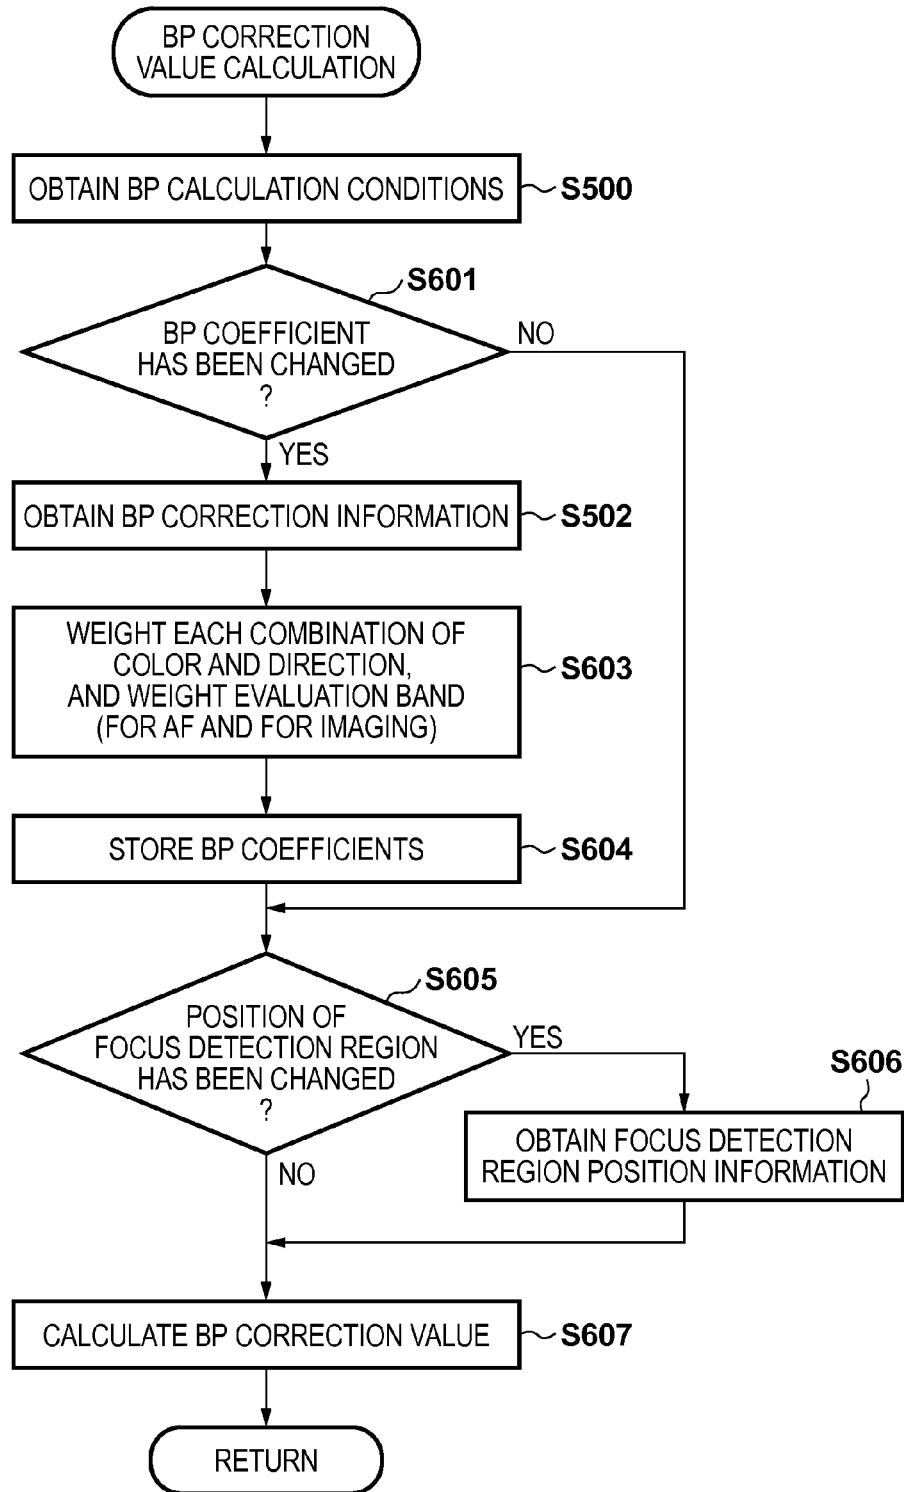 BP CORRECTION
VALUE CALCULATION
OBTAIN BP CALCULATION CONDITIONS
S500
S601
BP COEFFICIENT
HAS BEEN CHANGED
?
NO
YES
OBTAIN BP CORRECTION INFORMATION
S502
WEIGHT EACH COMBINATION OF
COLOR AND DIRECTION,
AND WEIGHT EVALUATION BAND
(FOR AF AND FOR IMAGING)
S603
STORE BP COEFFICIENTS
S604
S605
POSITION OF
FOCUS DETECTION REGION
HAS BEEN CHANGED
?
YES
NO
S606
OBTAIN FOCUS DETECTION
REGION POSITION INFORMATION
CALCULATE BP CORRECTION VALUE
S607
RETURN